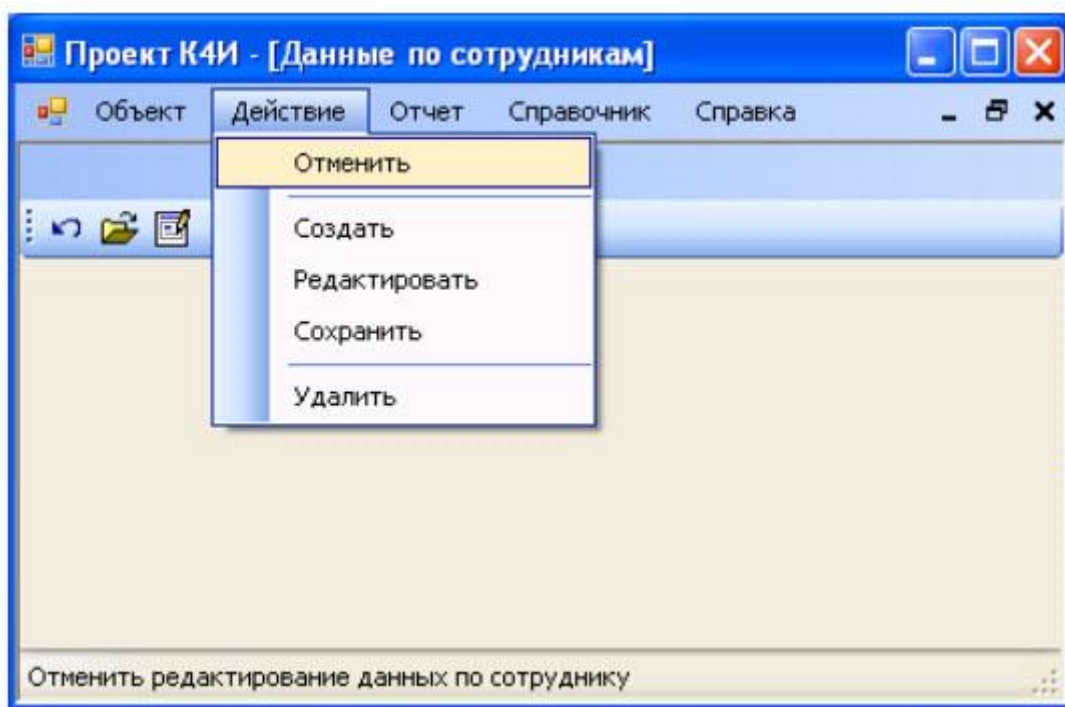 Проект К4И - [Данные по сотрудникам]
Объект Действие Отчет Справочник Справка
Отменить
Создать
Редактировать
Сохранить
Удалить
Отменить редактирование данных по сотруднику